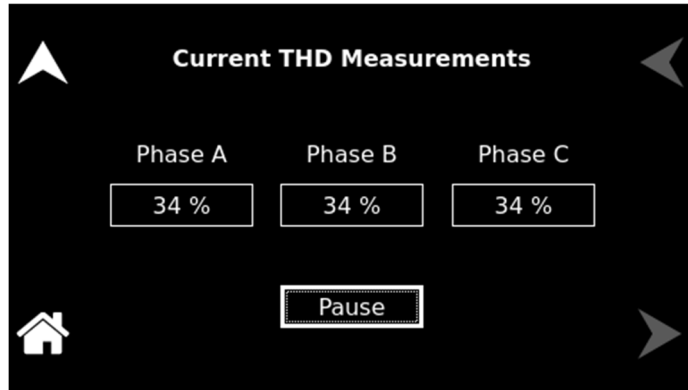 Current THD Measurements
Phase A Phase B Phase C
34 % 34 % 34 %
Pause